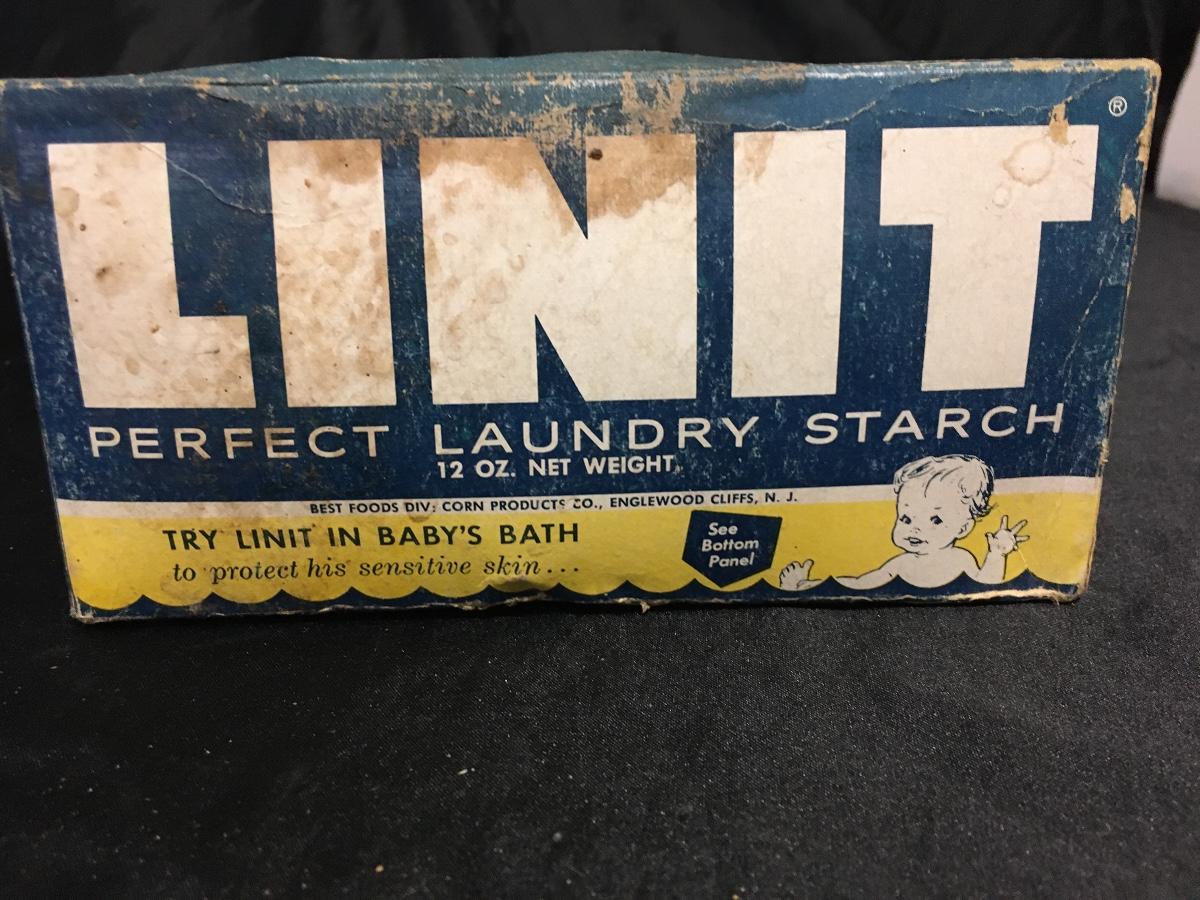 LINIT®
PERFECT LAUNDRY STARCH
12 OZ. NET WEIGHT.
BEST FOODS DIV: CORN PRODUCTS CO., ENGLEWOOD CLIFFS, N. J.
TRY LINIT IN BABY'S BATH
to protect his sensitive skin...
See
Bottom
Panel